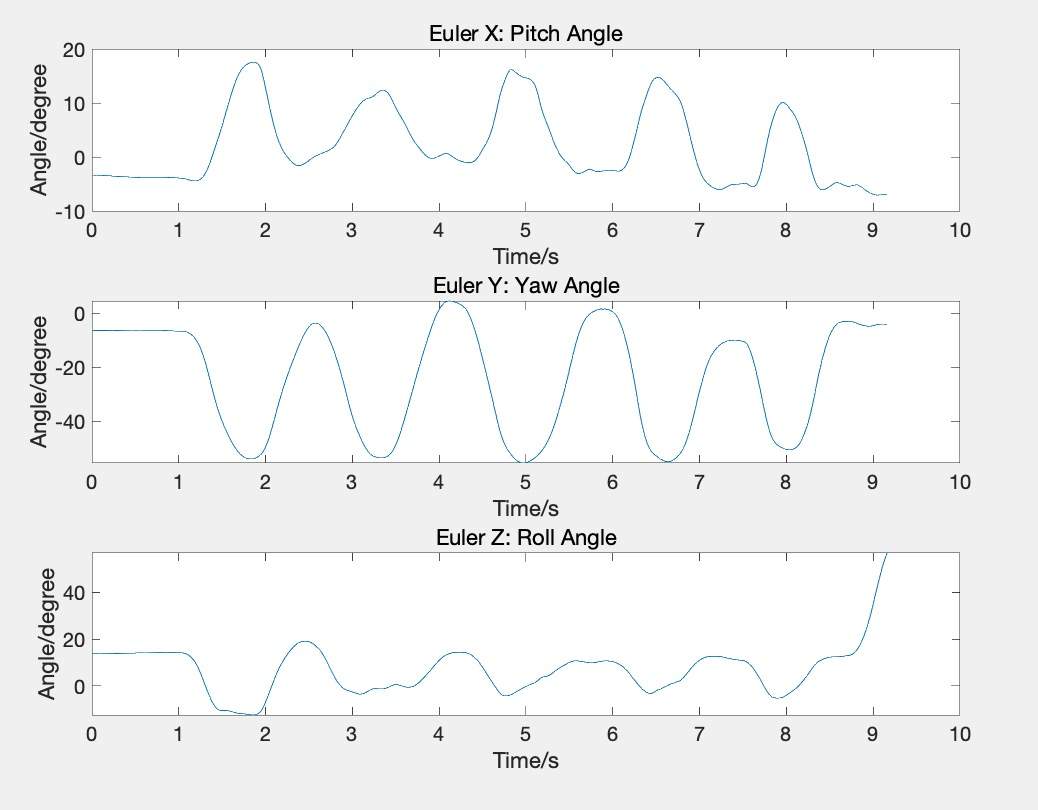 Euler X: Pitch Angle
20
10
0
-10
Angle/degree
0 1 2 3 4 5 6 7 8 9 10
Time/s
Euler Y: Yaw Angle
0
-20
-40
Angle/degree
0 1 2 3 4 5 6 7 8 9 10
Time/s
Euler Z: Roll Angle
40
20
0
Angle/degree
0 1 2 3 4 5 6 7 8 9 10
Time/s